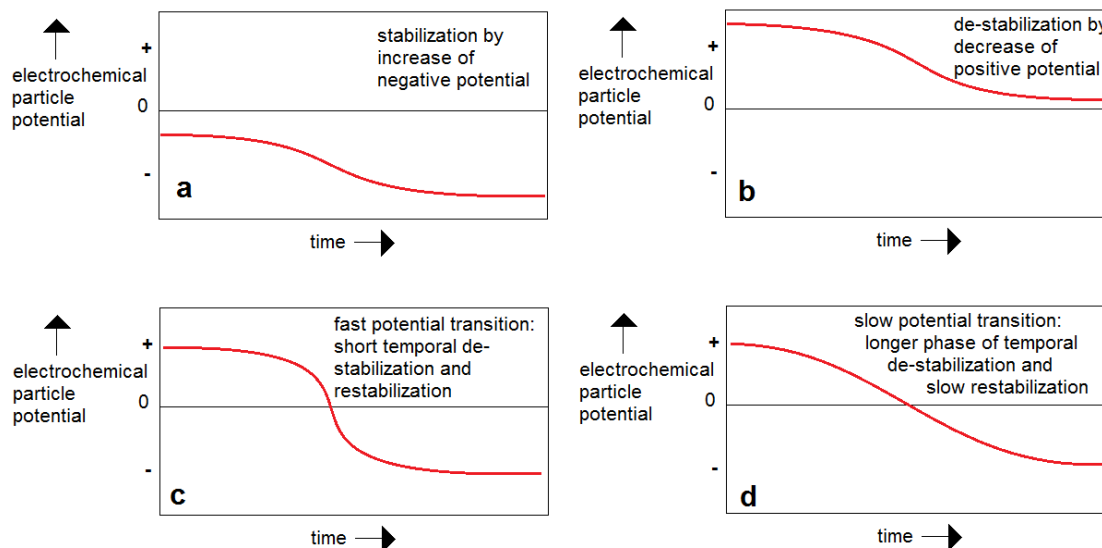 stabilization by
increase of
negative potential
+
electrochemical
particle
potential
0
-
a
time
de-stabilization by
decrease of
positive potential
+
electrochemical
particle
potential
0
-
b
time
fast potential transition:
short temporal de-
stabilization and
restabilization
+
electrochemical
particle
potential
0
-
c
time
slow potential transition:
longer phase of temporal
de-stabilization and
slow restabilization
+
electrochemical
particle
potential
0
-
d
time